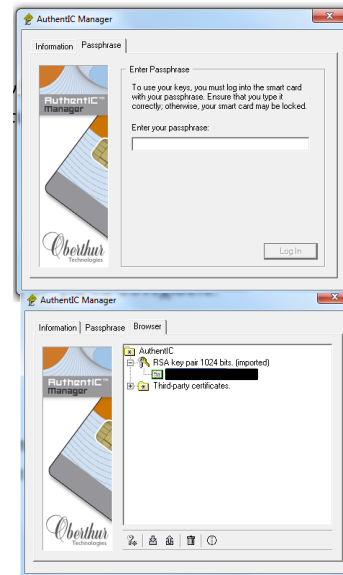 AuthentIC Manager
Information
Passphrase
AuthentIC™
Manager
Oberthur
Technologies
Enter Passphrase
To use your keys, you must log into the smart card
with your passphrase. Ensure that you type it
correctly; otherwise, your smart card may be locked.
Enter your passphrase:
Log In
AuthentIC Manager
Information
Passphrase
Browser
AuthentIC™
Manager
Oberthur
Technologies
AuthentIC
RSA key pair 1024 bits. (imported)
Third-party certificates.